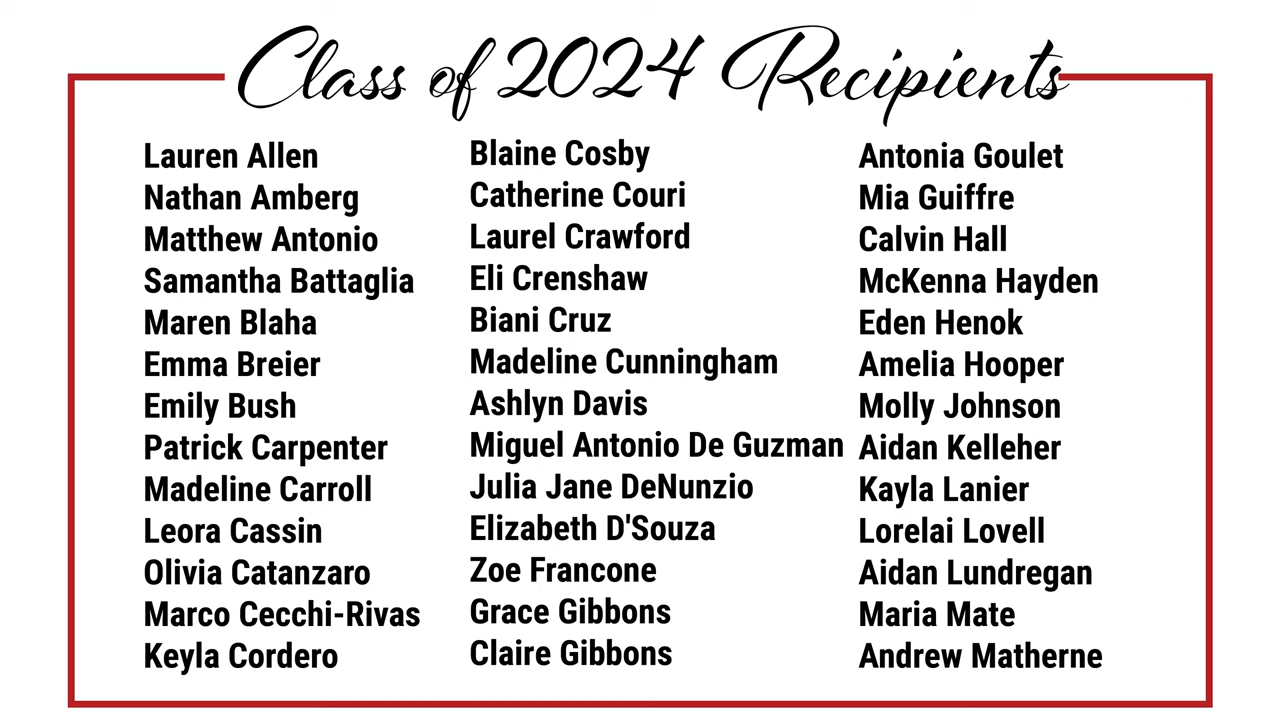 Class of 2024 Recipients
Lauren Allen
Nathan Amberg
Matthew Antonio
Samantha Battaglia
Maren Blaha
Emma Breier
Emily Bush
Patrick Carpenter
Madeline Carroll
Leora Cassin
Olivia Catanzaro
Marco Cecchi-Rivas
Keyla Cordero
Blaine Cosby
Catherine Couri
Laurel Crawford
Eli Crenshaw
Biani Cruz
Madeline Cunningham
Ashlyn Davis
Miguel Antonio De Guzman
Julia Jane DeNunzio
Elizabeth D'Souza
Zoe Francone
Grace Gibbons
Claire Gibbons
Antonia Goulet
Mia Guiffre
Calvin Hall
McKenna Hayden
Eden Henok
Amelia Hooper
Molly Johnson
Aidan Kelleher
Kayla Lanier
Lorelai Lovell
Aidan Lundregan
Maria Mate
Andrew Matherne